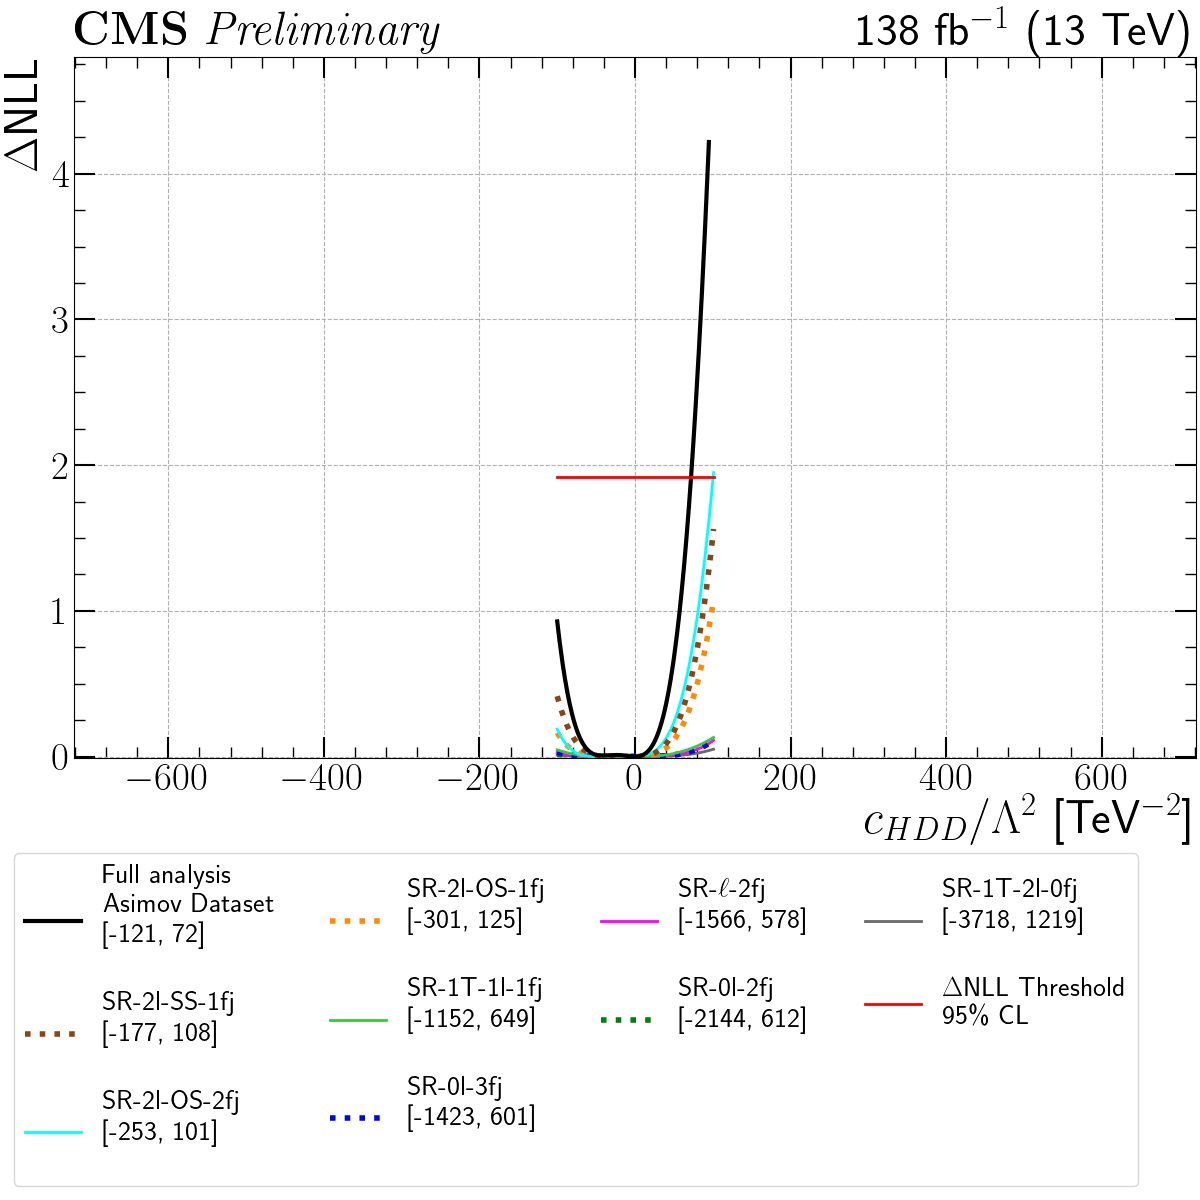 CMS Preliminary
138 fb⁻¹ (13 TeV)
ΔNLL
4
3
2
1
0
−600 −400 −200 0 200 400 600
c_{HDD}/Λ² [TeV⁻²]
Full analysis
Asimov Dataset
[-121, 72]
SR-2l-SS-1fj
[-177, 108]
SR-2l-OS-2fj
[-253, 101]
SR-2l-OS-1fj
[-301, 125]
SR-1T-1l-1fj
[-1152, 649]
SR-0l-3fj
[-1423, 601]
SR-ℓ-2fj
[-1566, 578]
SR-0l-2fj
[-2144, 612]
SR-1T-2l-0fj
[-3718, 1219]
ΔNLL Threshold
95% CL